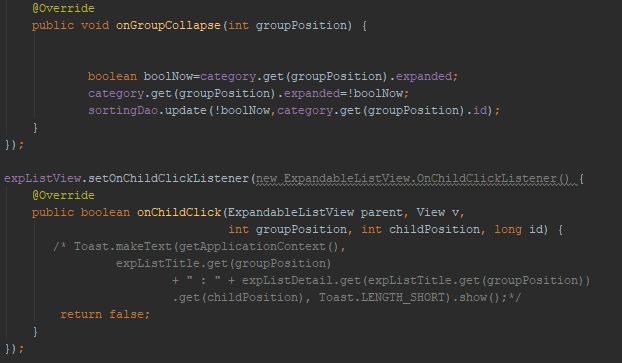 @Override
public void onGroupCollapse(int groupPosition) {
boolean boolNow=category.get(groupPosition).expanded;
category.get(groupPosition).expanded=!boolNow;
sortingDao.update(!boolNow,category.get(groupPosition).id);
}
});
expListView.setOnChildClickListener(new ExpandableListView.OnChildClickListener() {
@Override
public boolean onChildClick(ExpandableListView parent, View v,
int groupPosition, int childPosition, long id) {
/* Toast.makeText(getApplicationContext(),
expListTitle.get(groupPosition)
+ " : " + expListDetail.get(expListTitle.get(groupPosition))
.get(childPosition), Toast.LENGTH_SHORT).show();*/
return false;
}
});